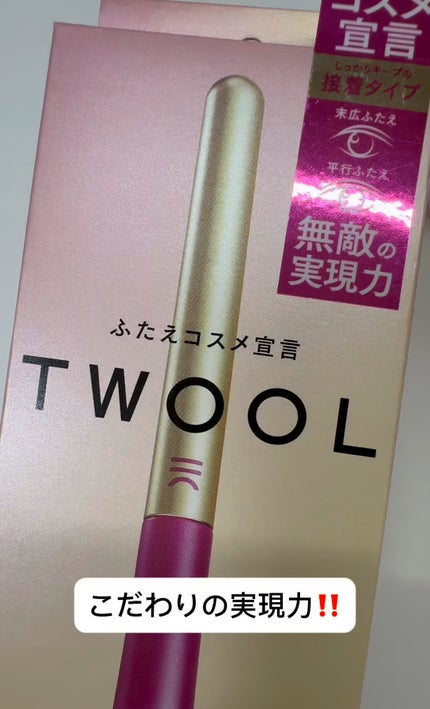 コスメ
宣言
しっかりキープの
接着タイプ
末広ふたえ
平行ふたえ
無敵の
実現力
ふたえコスメ宣言
TWOOL
こだわりの実現力‼️